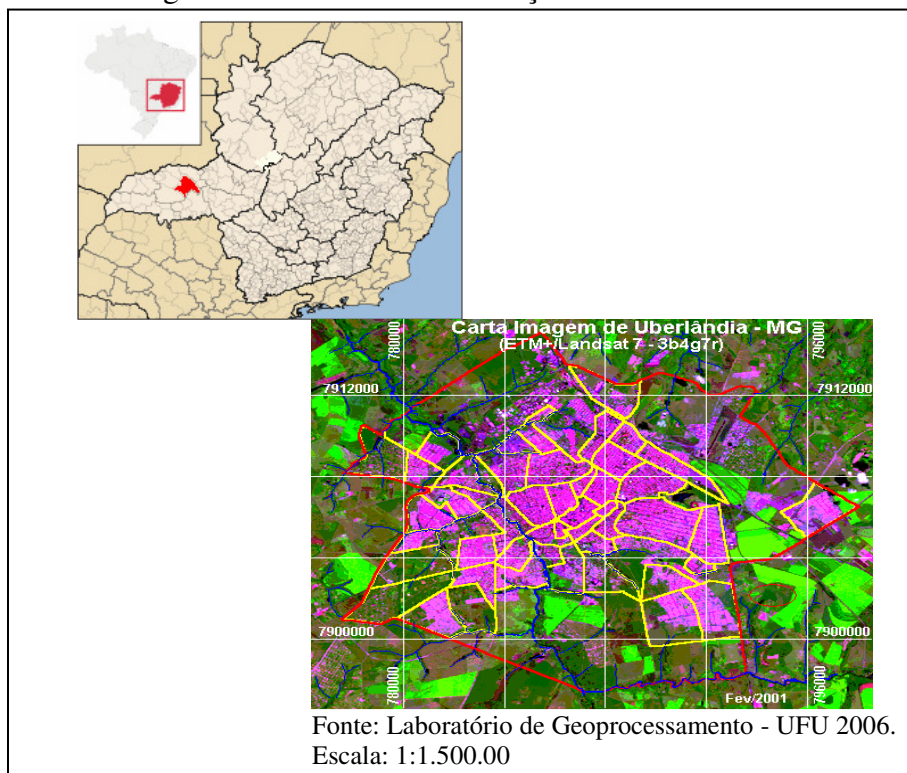 Carta Imagem de Uberlândia - MG
(ETM+/Landsat 7 - 3b4g7r)
780000
796000
7912000
7912000
7900000
7900000
780000
796000
Fev/2001
Fonte: Laboratório de Geoprocessamento - UFU 2006.
Escala: 1:1.500.00